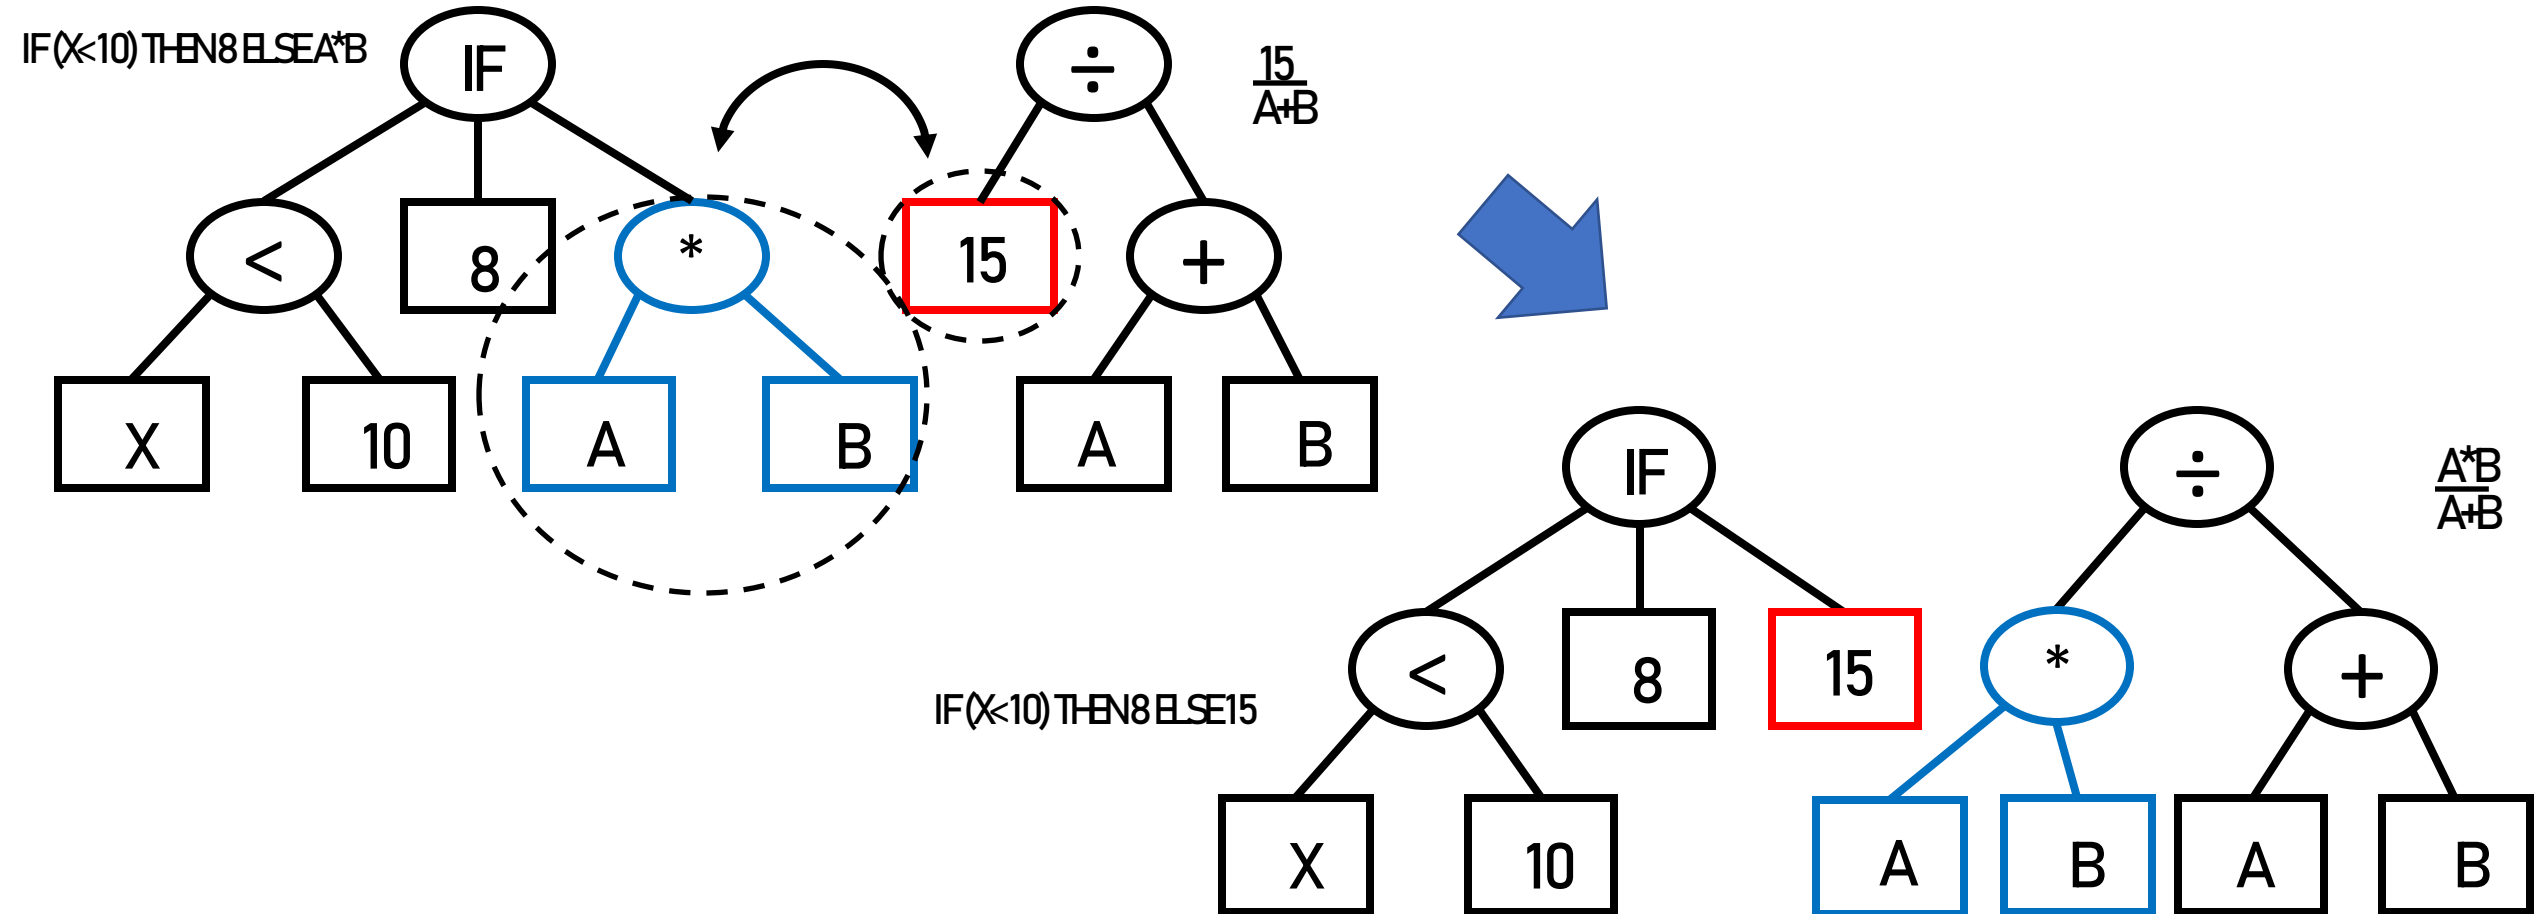 IF (X<10) THEN 8 ELSE A*B
IF
÷
15
A+B
<
8
*
15
+
X
10
A
B
A
B
IF
÷
A*B
A+B
<
8
15
*
+
IF (X<10) THEN 8 ELSE 15
X
10
A
B
A
B